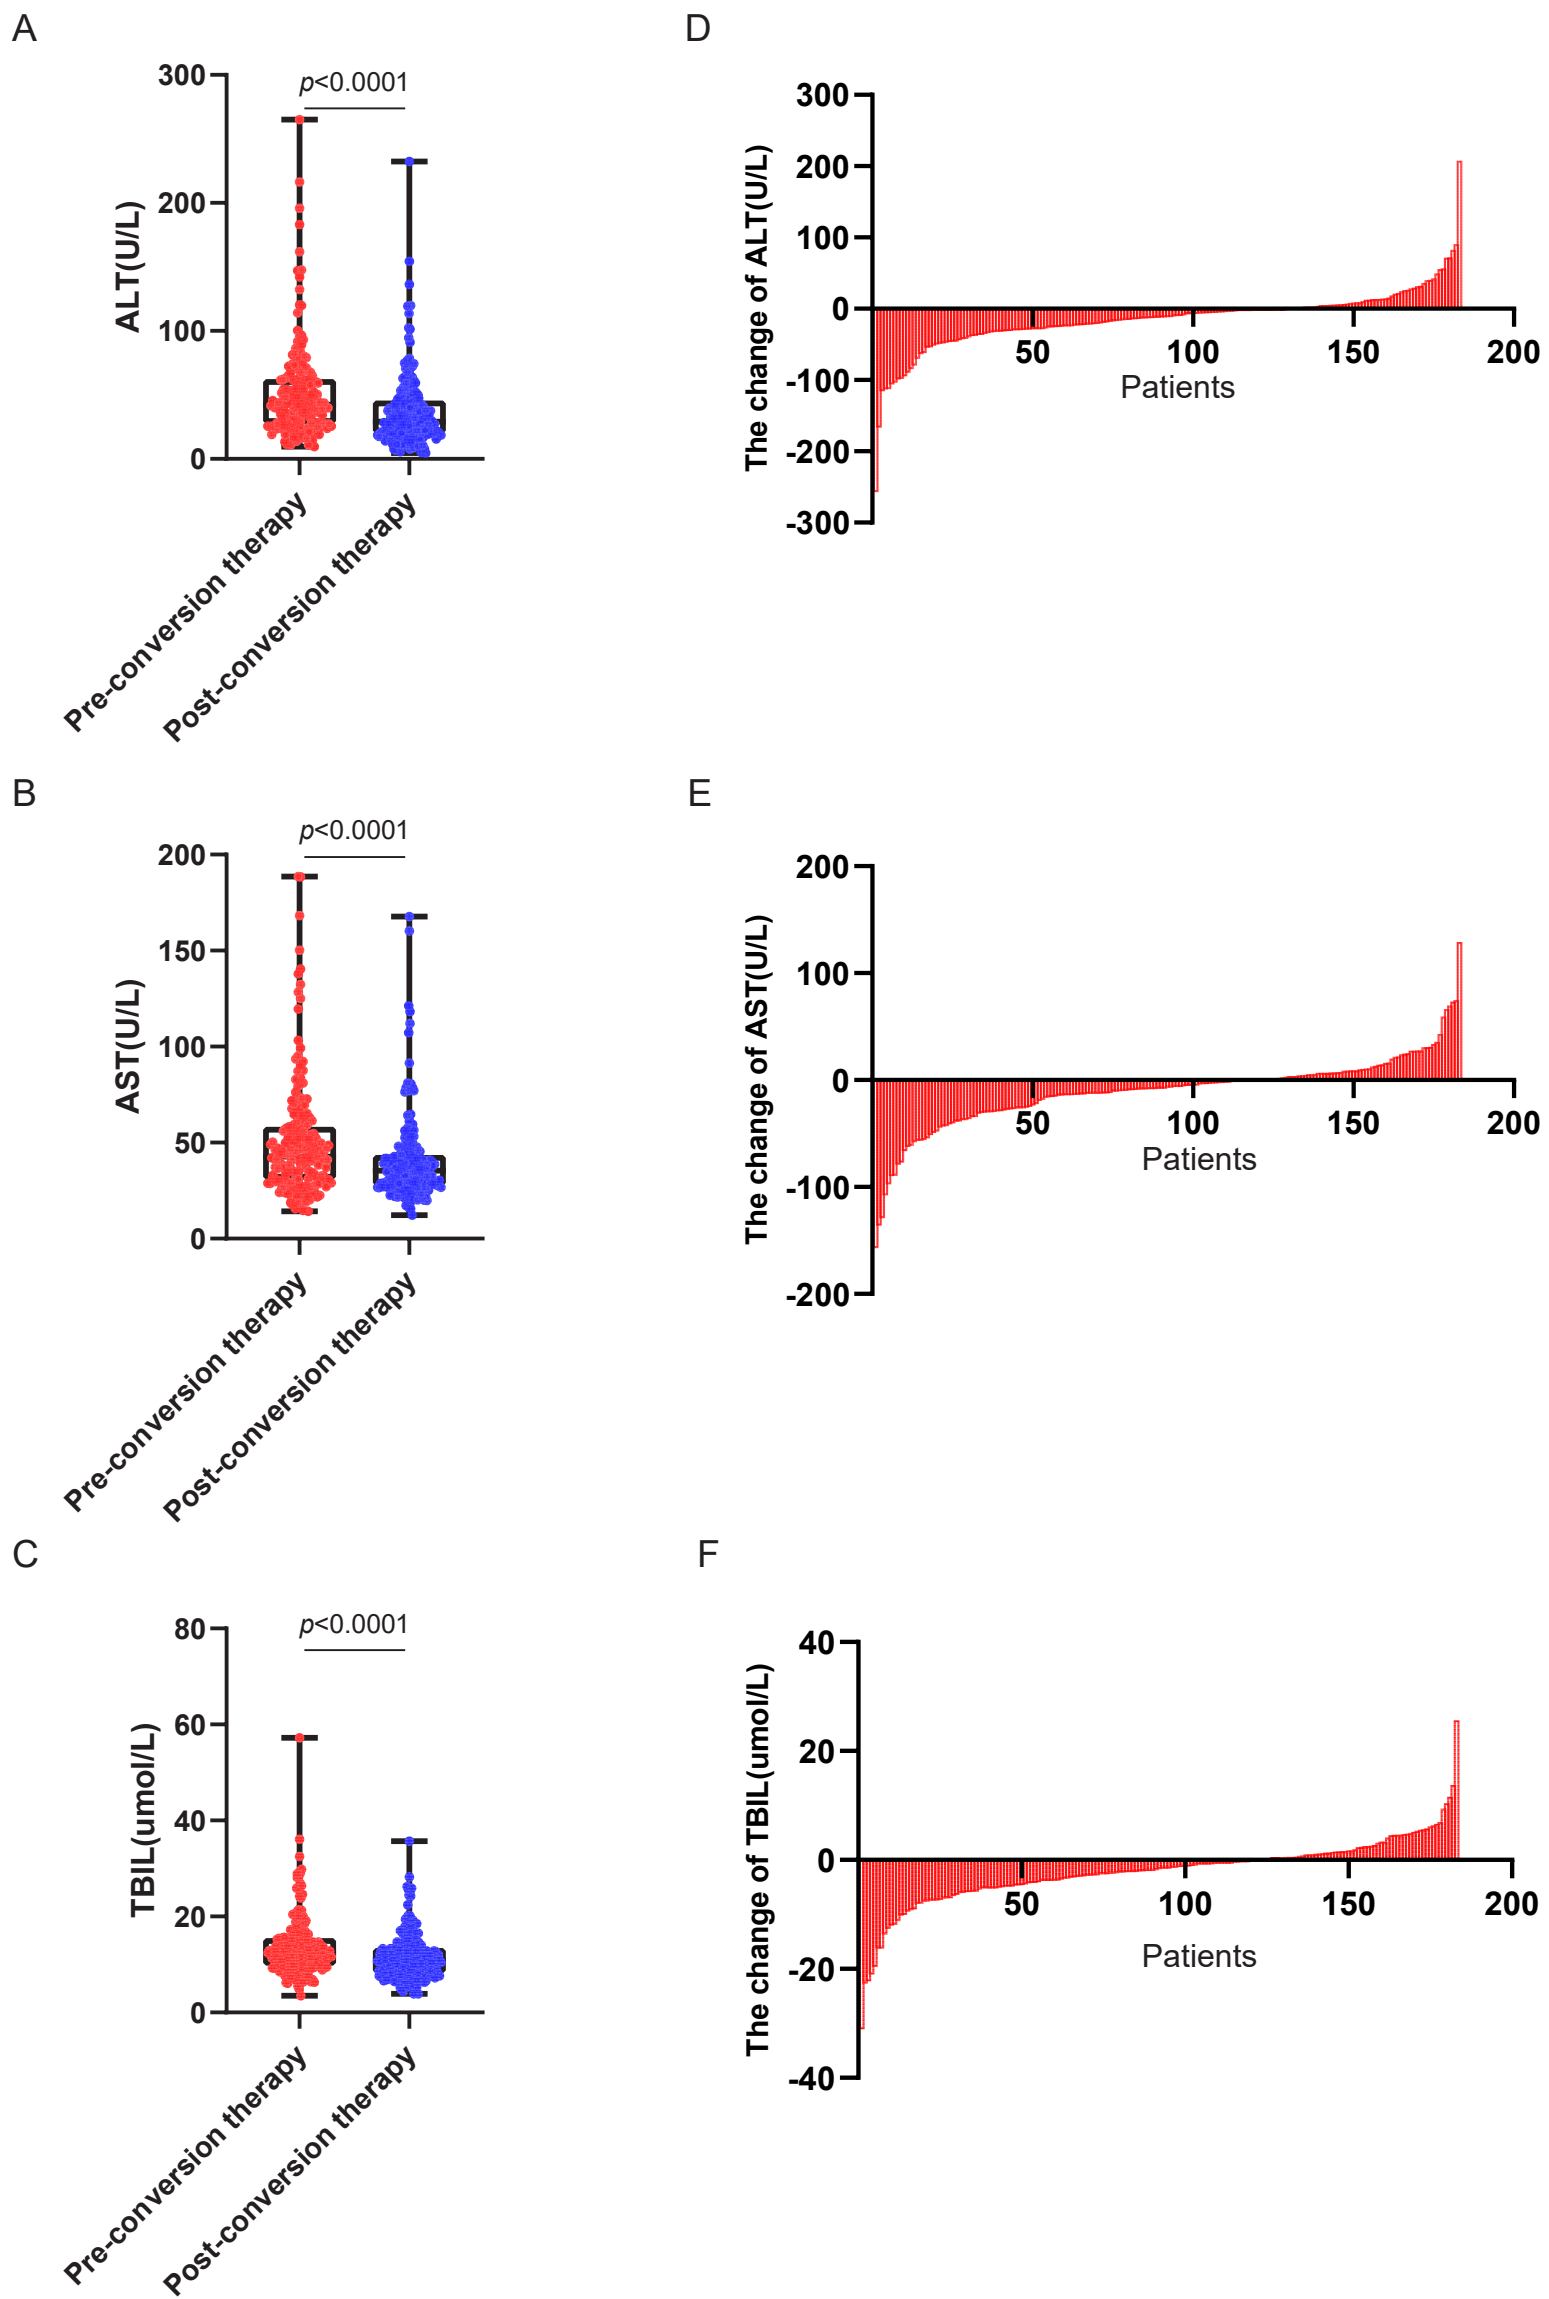 A
300
200
100
0
ALT(U/L)
p<0.0001
Pre-conversion therapy
Post-conversion therapy
D
300
200
100
0
-100
-200
-300
The change of ALT(U/L)
50
100
150
200
Patients
B
200
150
100
50
0
AST(U/L)
p<0.0001
Pre-conversion therapy
Post-conversion therapy
E
200
100
0
-100
-200
The change of AST(U/L)
50
100
150
200
Patients
C
80
60
40
20
0
TBIL(umol/L)
p<0.0001
Pre-conversion therapy
Post-conversion therapy
F
40
20
0
-20
-40
The change of TBIL(umol/L)
50
100
150
200
Patients